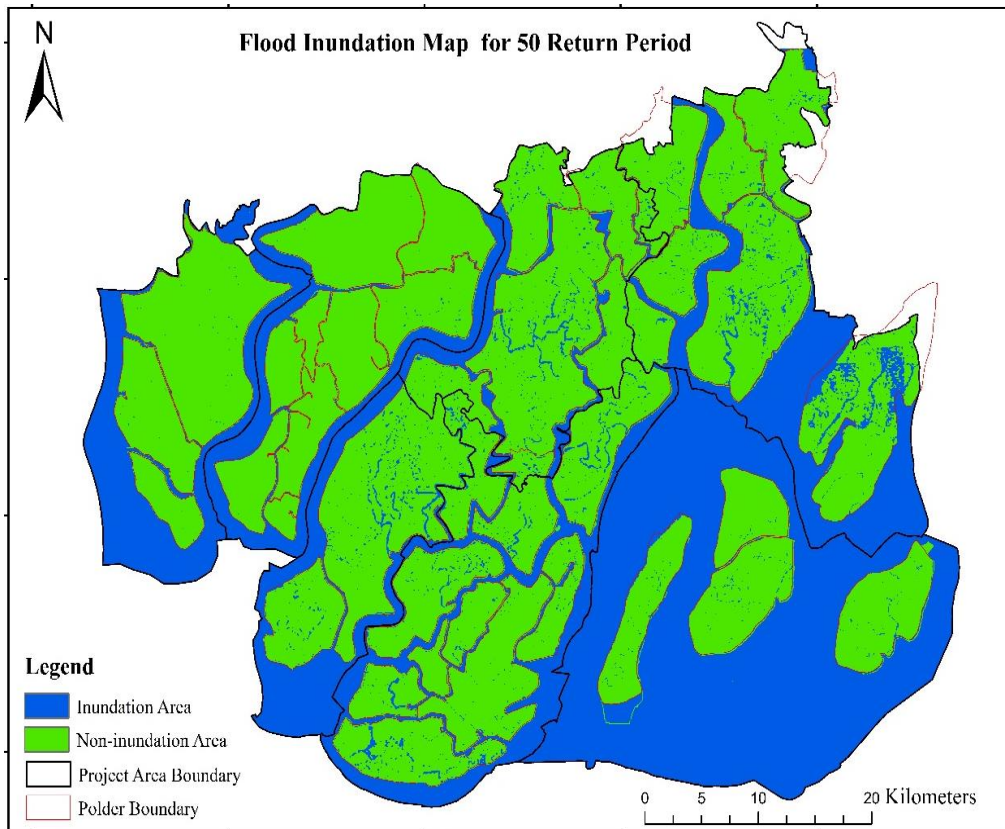 Flood Inundation Map for 50 Return Period
N
Legend
Inundation Area
Non-inundation Area
Project Area Boundary
Polder Boundary
0 5 10 20 Kilometers